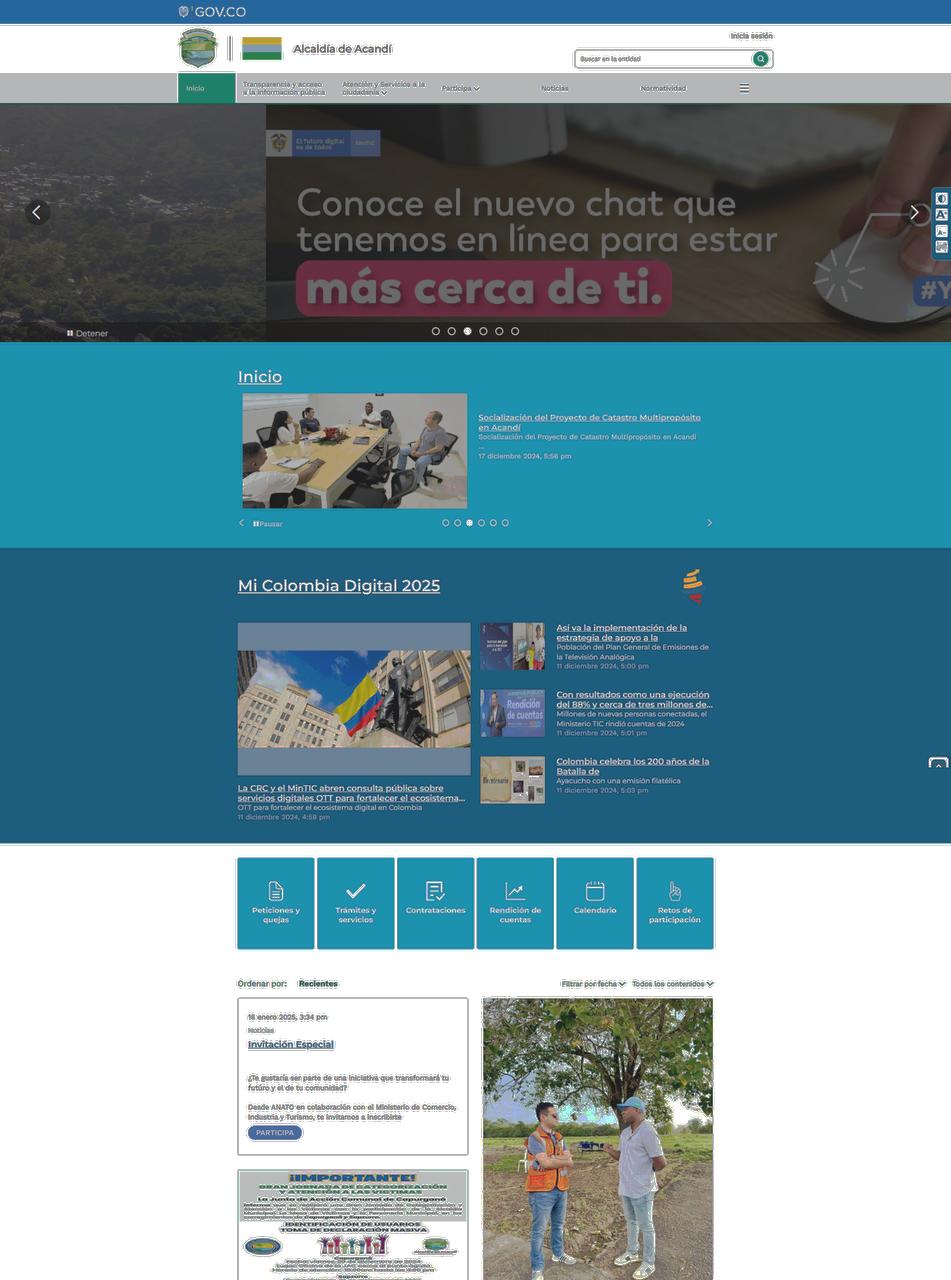 GOV.CO
Alcaldía de Acandí
Inicia sesión
Buscar en la entidad
Inicio
Transparencia y acceso
a la información pública
Atención y Servicios a la
ciudadanía
Participa
Noticias
Normatividad
El futuro digital
es de todos
MinTIC
Conoce el nuevo chat que
tenemos en línea para estar
más cerca de ti.
#Y
Detener
Inicio
Socialización del Proyecto de Catastro Multipropósito
en Acandí
Socialización del Proyecto de Catastro Multipropósito en Acandí
...
17 diciembre 2024, 5:56 pm
Pausar
Mi Colombia Digital 2025
Así va la implementación de la
estrategia de apoyo a la
Población del Plan General de Emisiones de
la Televisión Analógica
11 diciembre 2024, 5:00 pm
Rendición
de cuentas
Con resultados como una ejecución
del 88% y cerca de tres millones de...
Millones de nuevas personas conectadas, el
Ministerio TIC rindió cuentas de 2024
11 diciembre 2024, 5:01 pm
Colombia celebra los 200 años de la
Batalla de
Ayacucho con una emisión filatélica
11 diciembre 2024, 5:03 pm
La CRC y el MinTIC abren consulta pública sobre
servicios digitales OTT para fortalecer el ecosistema...
OTT para fortalecer el ecosistema digital en Colombia
11 diciembre 2024, 4:59 pm
Peticiones y
quejas
Trámites y
servicios
Contrataciones
Rendición de
cuentas
Calendario
Retos de
participación
Ordenar por:
Recientes
Filtrar por fecha
Todos los contenidos
16 enero 2025, 3:34 pm
Noticias
Invitación Especial
¿Te gustaría ser parte de una iniciativa que transformará tu
futuro y el de tu comunidad?
Desde ANATO en colaboración con el Ministerio de Comercio,
Industria y Turismo, te invitamos a inscribirte
PARTICIPA
¡¡IMPORTANTE!
GRAN JORNADA DE CATEGORIZACIÓN
Y ATENCIÓN A LAS VÍCTIMAS
La Junta de Acción Comunal de Capurganá
IDENTIFICACIÓN DE USUARIOS
TOMA DE DECLARACIÓN MASIVA
Capurganá